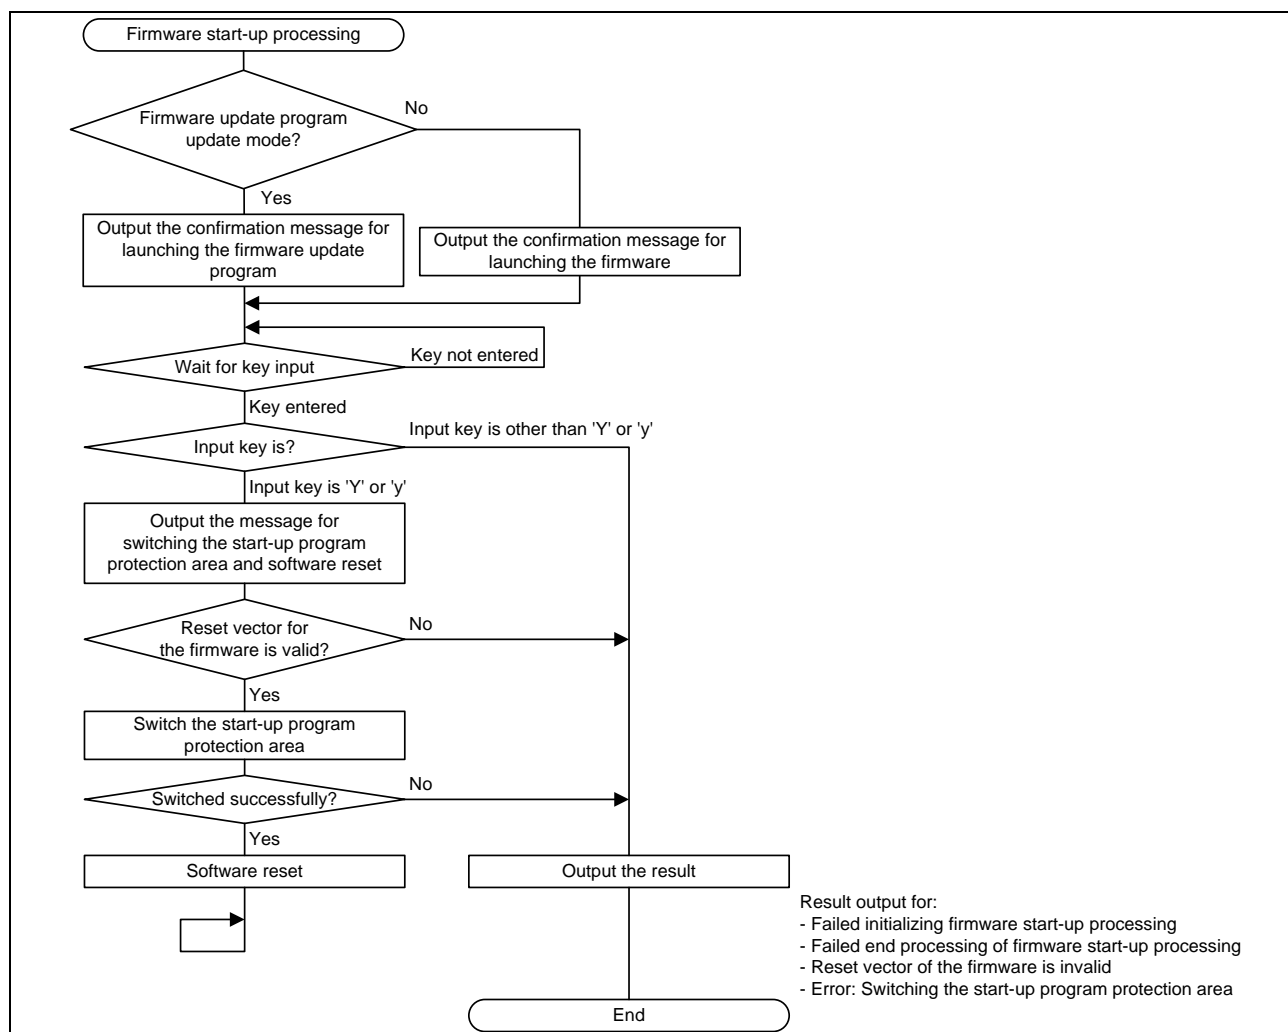 Firmware start-up processing
No
Firmware update program
update mode?
Yes
Output the confirmation message for
launching the firmware update
program
Output the confirmation message for
launching the firmware
Wait for key input
Key not entered
Key entered
Input key is?
Input key is other than 'Y' or 'y'
Input key is 'Y' or 'y'
Output the message for
switching the start-up program
protection area and software reset
Reset vector for
the firmware is valid?
No
Yes
Switch the start-up program
protection area
Switched successfully?
No
Yes
Software reset
Output the result
Result output for:
- Failed initializing firmware start-up processing
- Failed end processing of firmware start-up processing
- Reset vector of the firmware is invalid
- Error: Switching the start-up program protection area
End